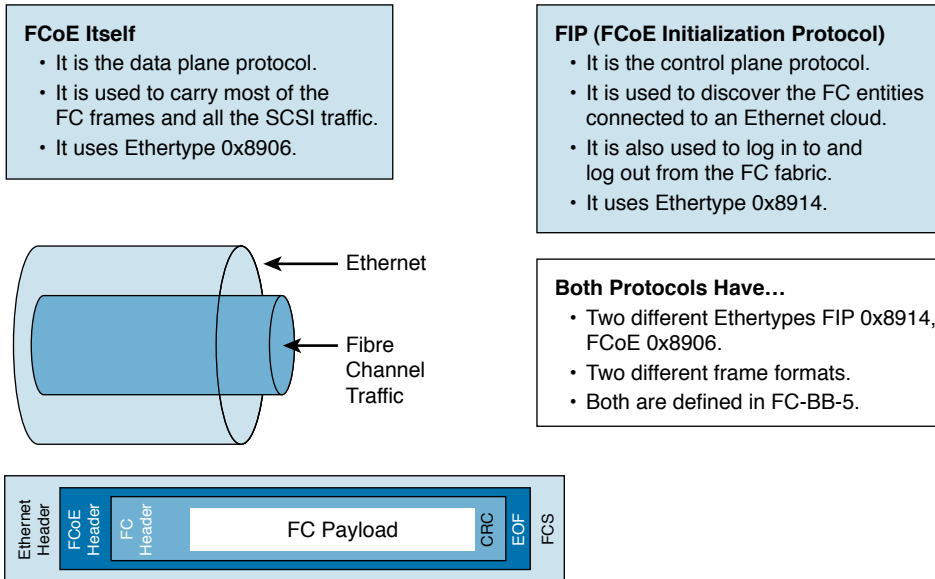 FCoE Itself
• It is the data plane protocol.
• It is used to carry most of the
FC frames and all the SCSI traffic.
• It uses Ethertype 0x8906.
FIP (FCoE Initialization Protocol)
• It is the control plane protocol.
• It is used to discover the FC entities
connected to an Ethernet cloud.
• It is also used to log in to and
log out from the FC fabric.
• It uses Ethertype 0x8914.
Ethernet
Fibre
Channel
Traffic
Both Protocols Have…
• Two different Ethertypes FIP 0x8914,
FCoE 0x8906.
• Two different frame formats.
• Both are defined in FC-BB-5.
Ethernet
Header
FCoE
Header
FC
Header
FC Payload
CRC
EOF
FCS